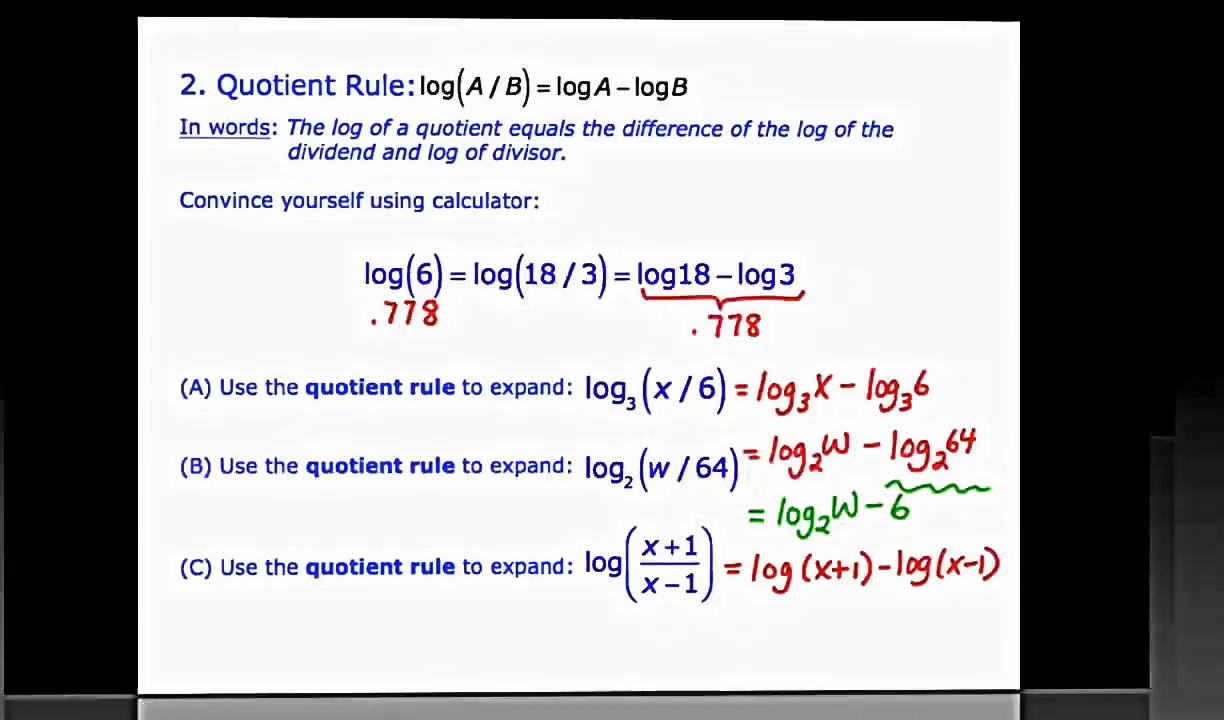 2. Quotient Rule: log(A / B) = log A – log B
In words: The log of a quotient equals the difference of the log of the
dividend and log of divisor.
Convince yourself using calculator:
log(6) = log(18 / 3) = log18 – log3
.778 .778
(A) Use the quotient rule to expand: log₃(x / 6) = log₃x – log₃6
(B) Use the quotient rule to expand: log₂(w / 64) = log₂w – log₂64
= log₂w – 6
(C) Use the quotient rule to expand: log((x+1)/(x–1)) = log(x+1) – log(x–1)